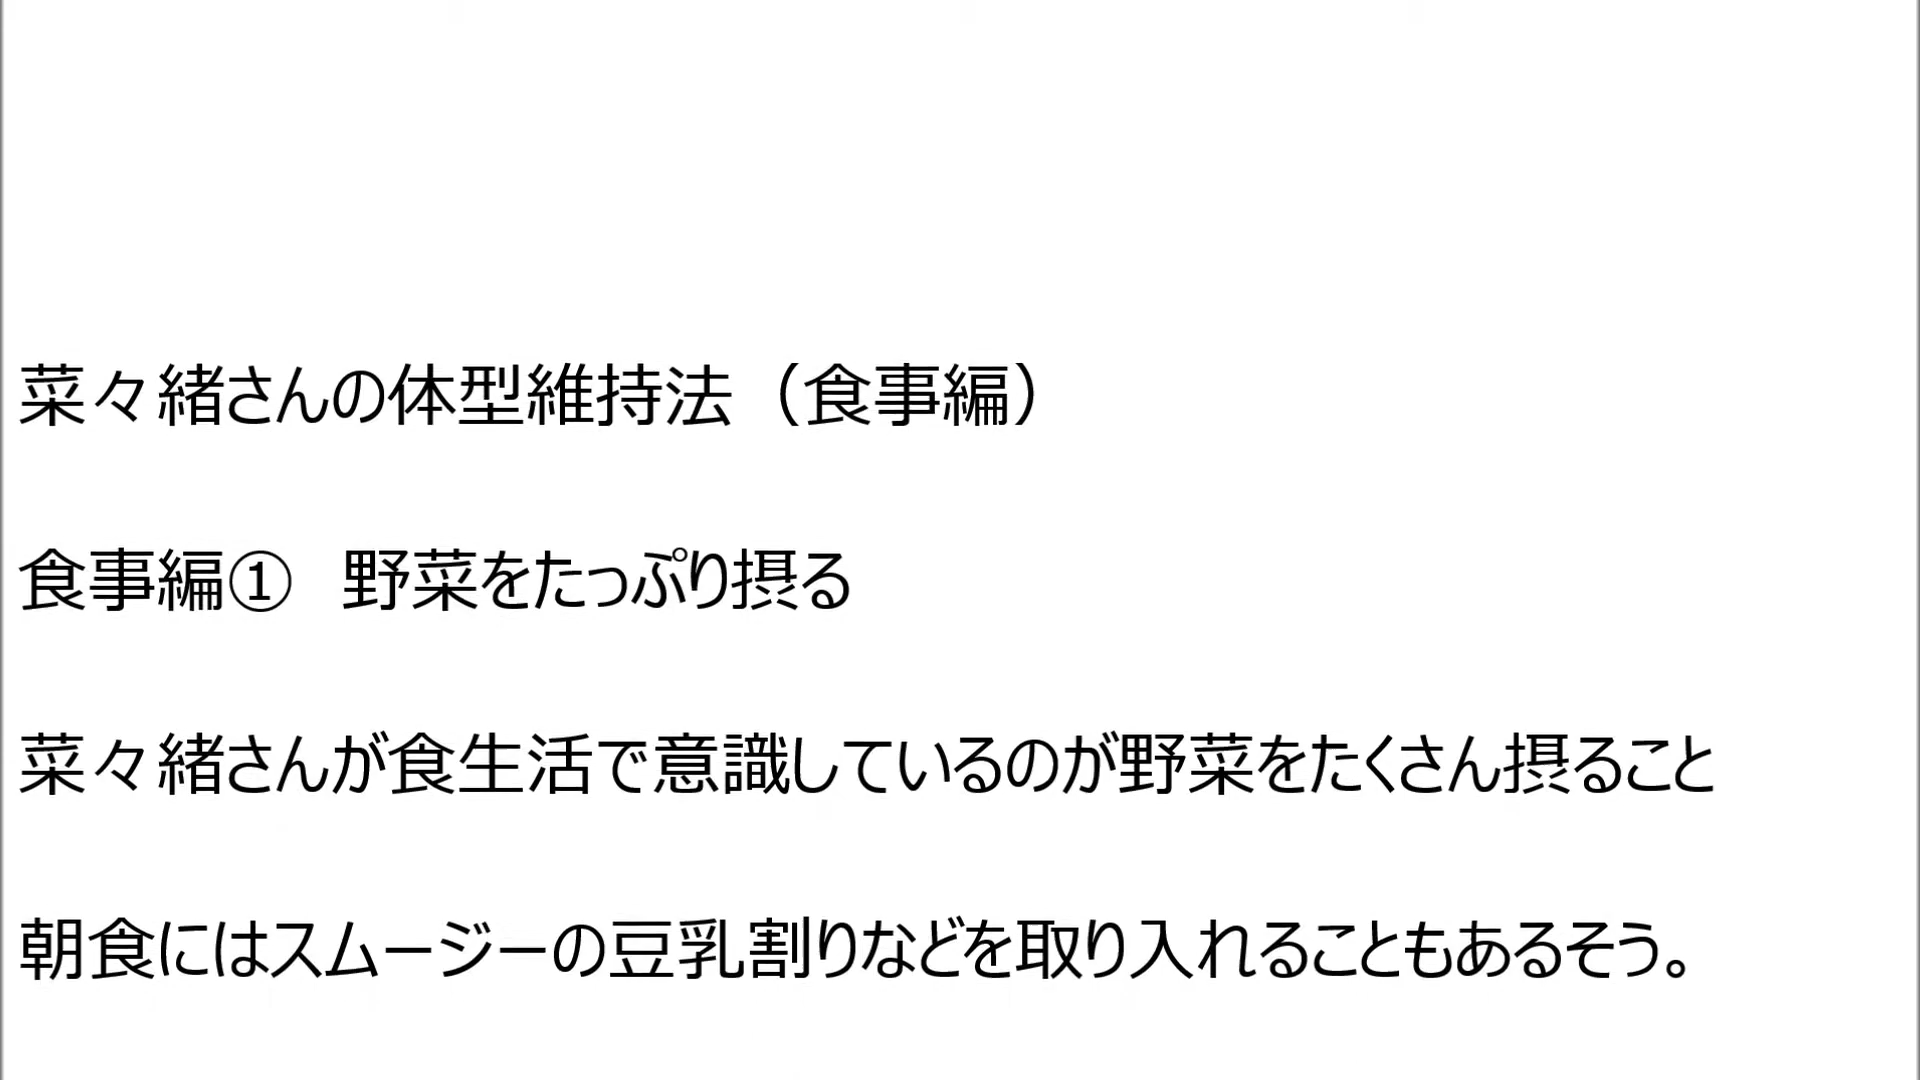 菜々緒さんの体型維持法（食事編）
食事編①　野菜をたっぷり摂る
菜々緒さんが食生活で意識しているのが野菜をたくさん摂ること
朝食にはスムージーの豆乳割りなどを取り入れることもあるそう。